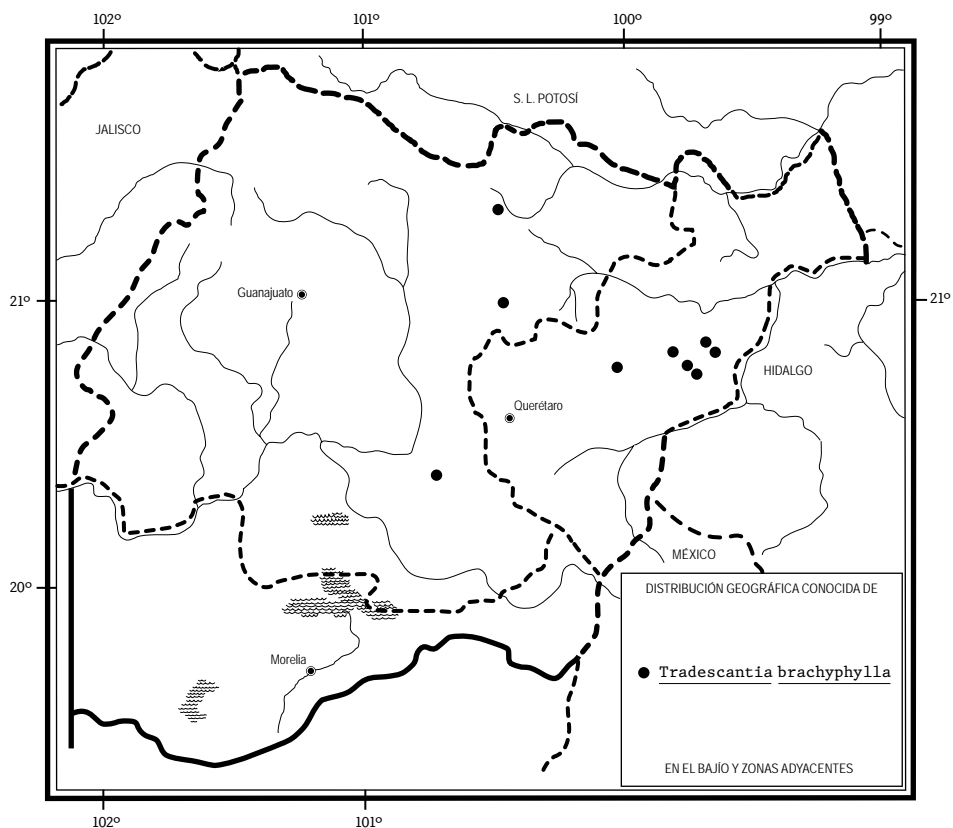 102º 101º 100º 99º
S. L. POTOSÍ
JALISCO
Guanajuato
21º 21º
HIDALGO
Querétaro
MÉXICO
20º
DISTRIBUCIÓN GEOGRÁFICA CONOCIDA DE
Morelia
Tradescantia brachyphylla
EN EL BAJÍO Y ZONAS ADYACENTES
102º 101º